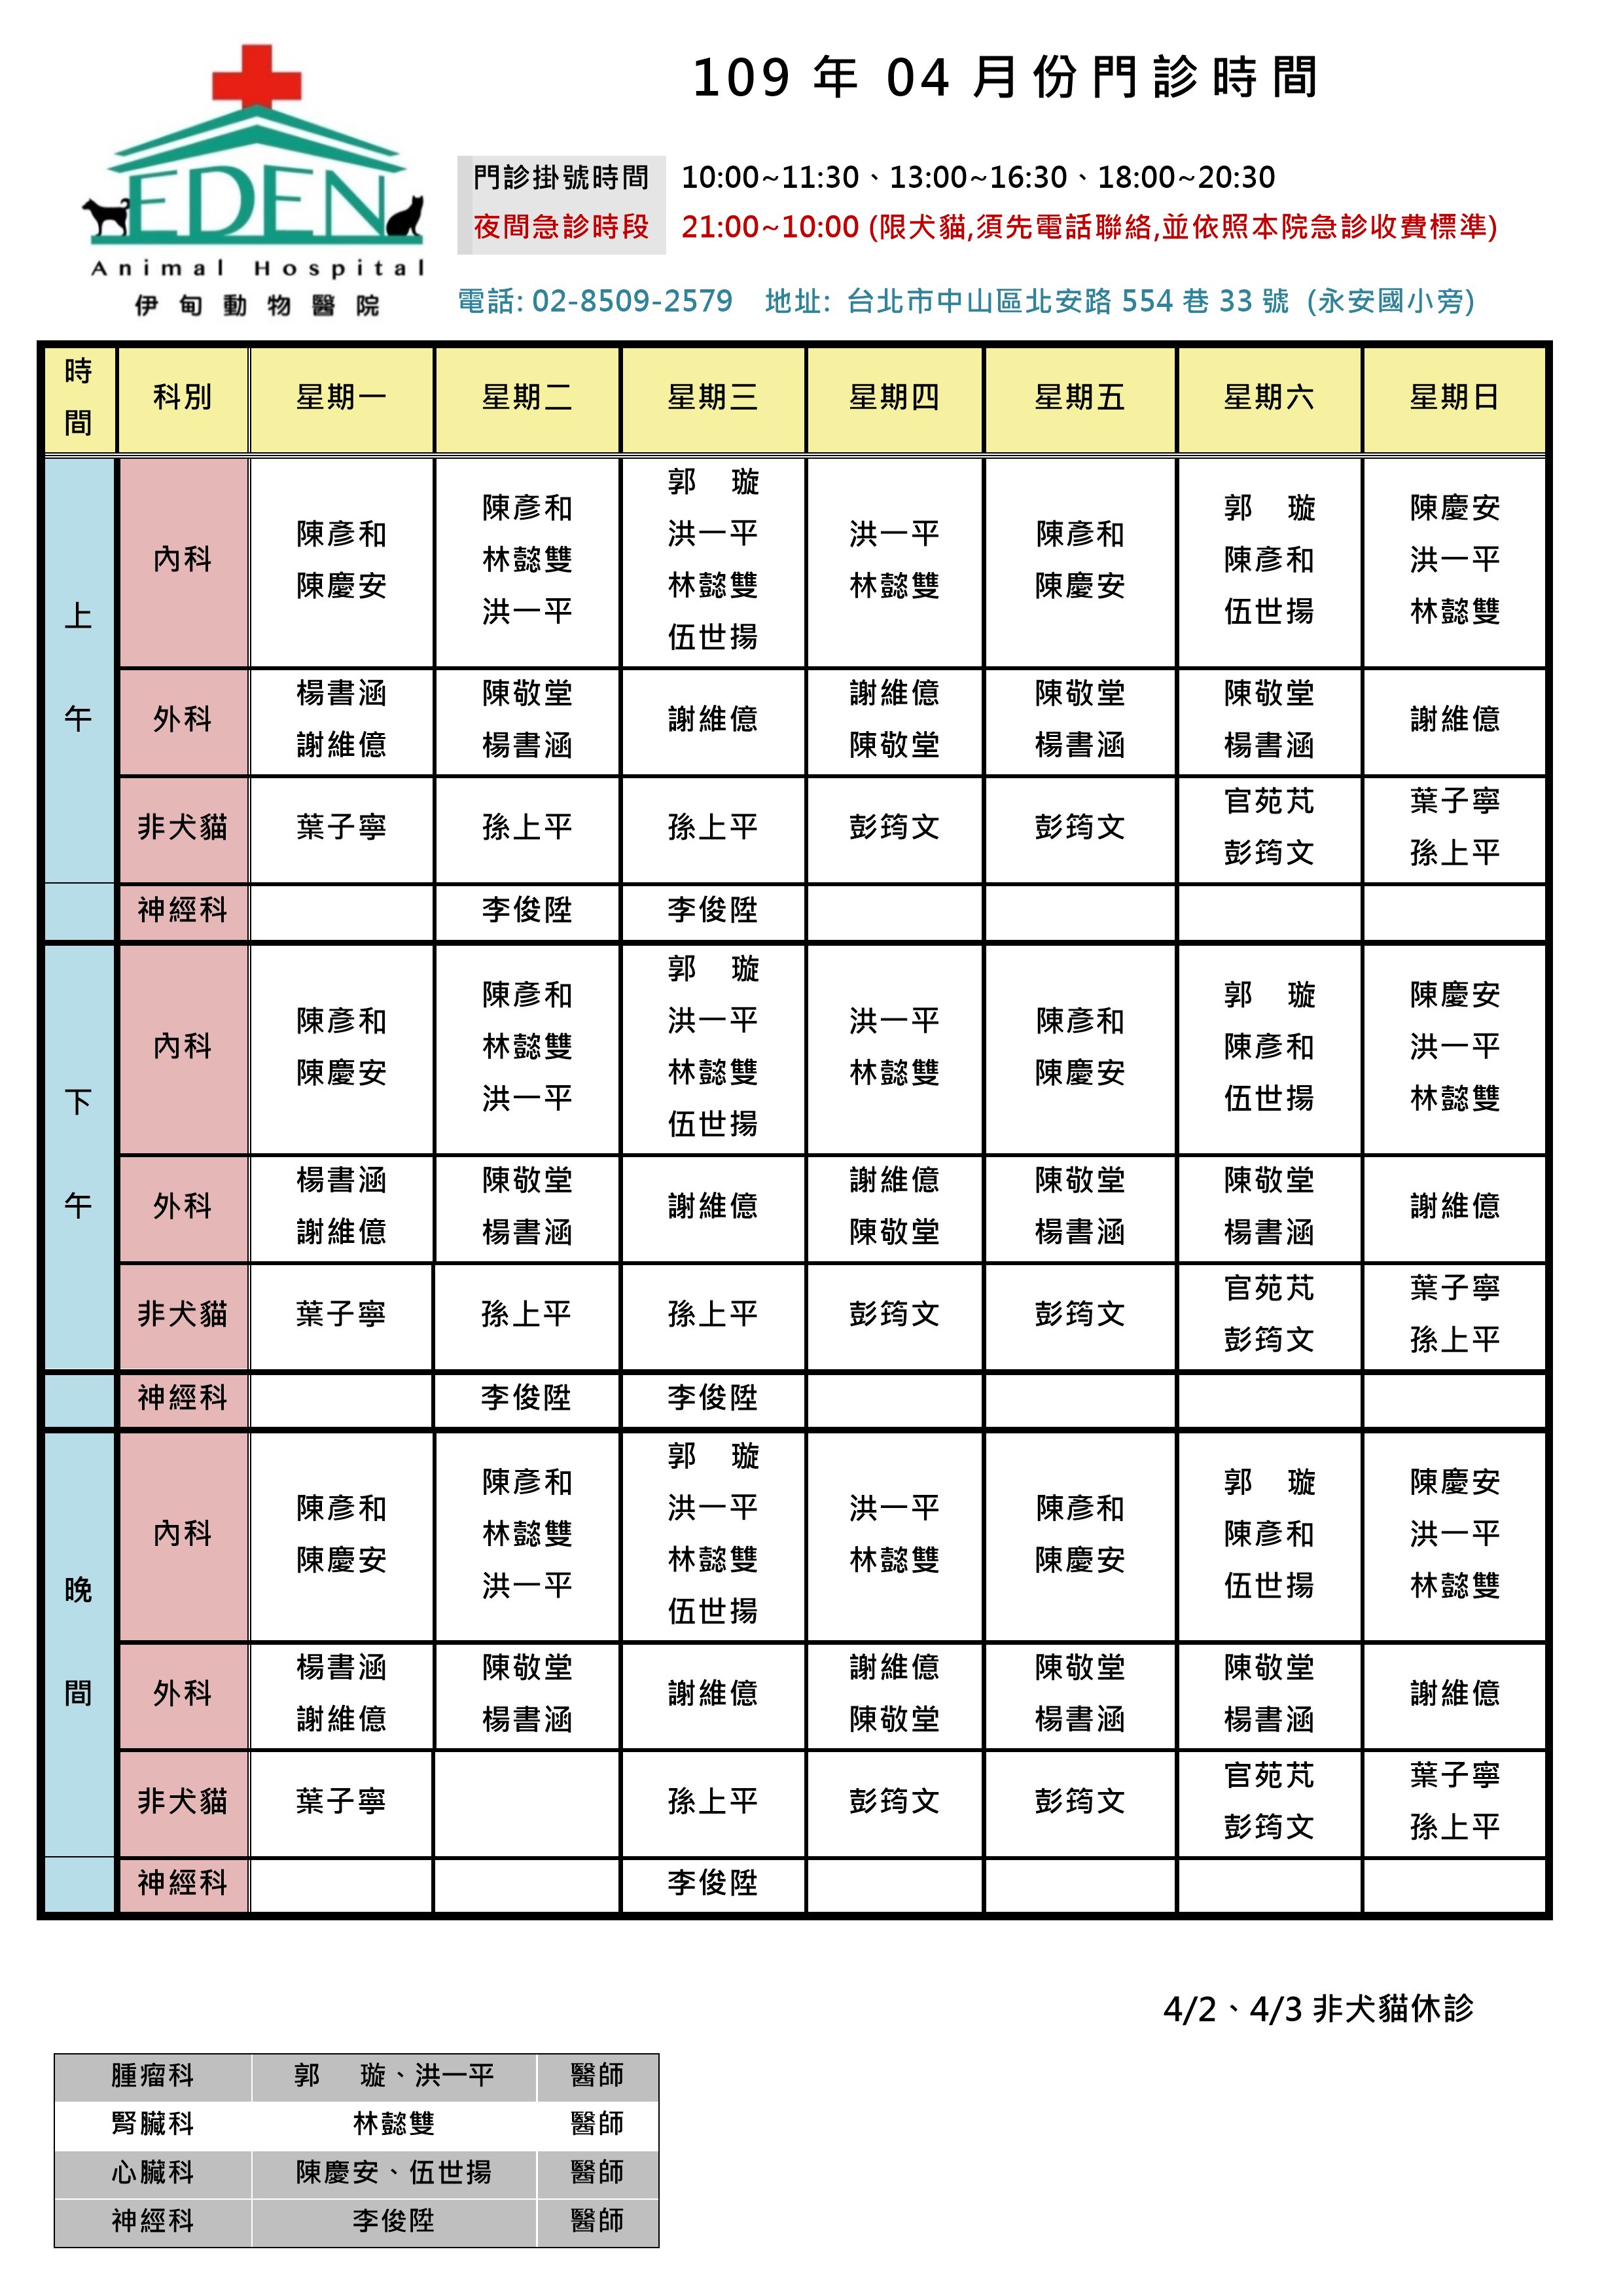 109 年 04 月份門診時間
EDEN
Animal Hospital
伊甸動物醫院
門診掛號時間 10:00~11:30、13:00~16:30、18:00~20:30
夜間急診時段 21:00~10:00 (限犬貓,須先電話聯絡,並依照本院急診收費標準)
電話: 02-8509-2579 地址: 台北市中山區北安路 554 巷 33 號 (永安國小旁)
時間 科別 星期一 星期二 星期三 星期四 星期五 星期六 星期日
上午
內科
陳彥和
陳慶安
陳彥和
林懿雙
洪一平
郭 璇
洪一平
林懿雙
伍世揚
洪一平
林懿雙
陳彥和
陳慶安
郭 璇
陳彥和
伍世揚
陳慶安
洪一平
林懿雙
外科
楊書涵
謝維億
陳敬堂
楊書涵
謝維億
謝維億
陳敬堂
陳敬堂
楊書涵
陳敬堂
楊書涵
謝維億
非犬貓
葉子寧
孫上平
孫上平
彭筠文
彭筠文
官苑芃
彭筠文
葉子寧
孫上平
神經科
李俊陞
李俊陞
下午
內科
陳彥和
陳慶安
陳彥和
林懿雙
洪一平
郭 璇
洪一平
林懿雙
伍世揚
洪一平
林懿雙
陳彥和
陳慶安
郭 璇
陳彥和
伍世揚
陳慶安
洪一平
林懿雙
外科
楊書涵
謝維億
陳敬堂
楊書涵
謝維億
謝維億
陳敬堂
陳敬堂
楊書涵
陳敬堂
楊書涵
謝維億
非犬貓
葉子寧
孫上平
孫上平
彭筠文
彭筠文
官苑芃
彭筠文
葉子寧
孫上平
神經科
李俊陞
李俊陞
晚間
內科
陳彥和
陳慶安
陳彥和
林懿雙
洪一平
郭 璇
洪一平
林懿雙
伍世揚
洪一平
林懿雙
陳彥和
陳慶安
郭 璇
陳彥和
伍世揚
陳慶安
洪一平
林懿雙
外科
楊書涵
謝維億
陳敬堂
楊書涵
謝維億
謝維億
陳敬堂
陳敬堂
楊書涵
陳敬堂
楊書涵
謝維億
非犬貓
葉子寧
孫上平
彭筠文
彭筠文
官苑芃
彭筠文
葉子寧
孫上平
神經科
李俊陞
4/2、4/3 非犬貓休診
腫瘤科 郭 璇、洪一平 醫師
腎臟科 林懿雙 醫師
心臟科 陳慶安、伍世揚 醫師
神經科 李俊陞 醫師